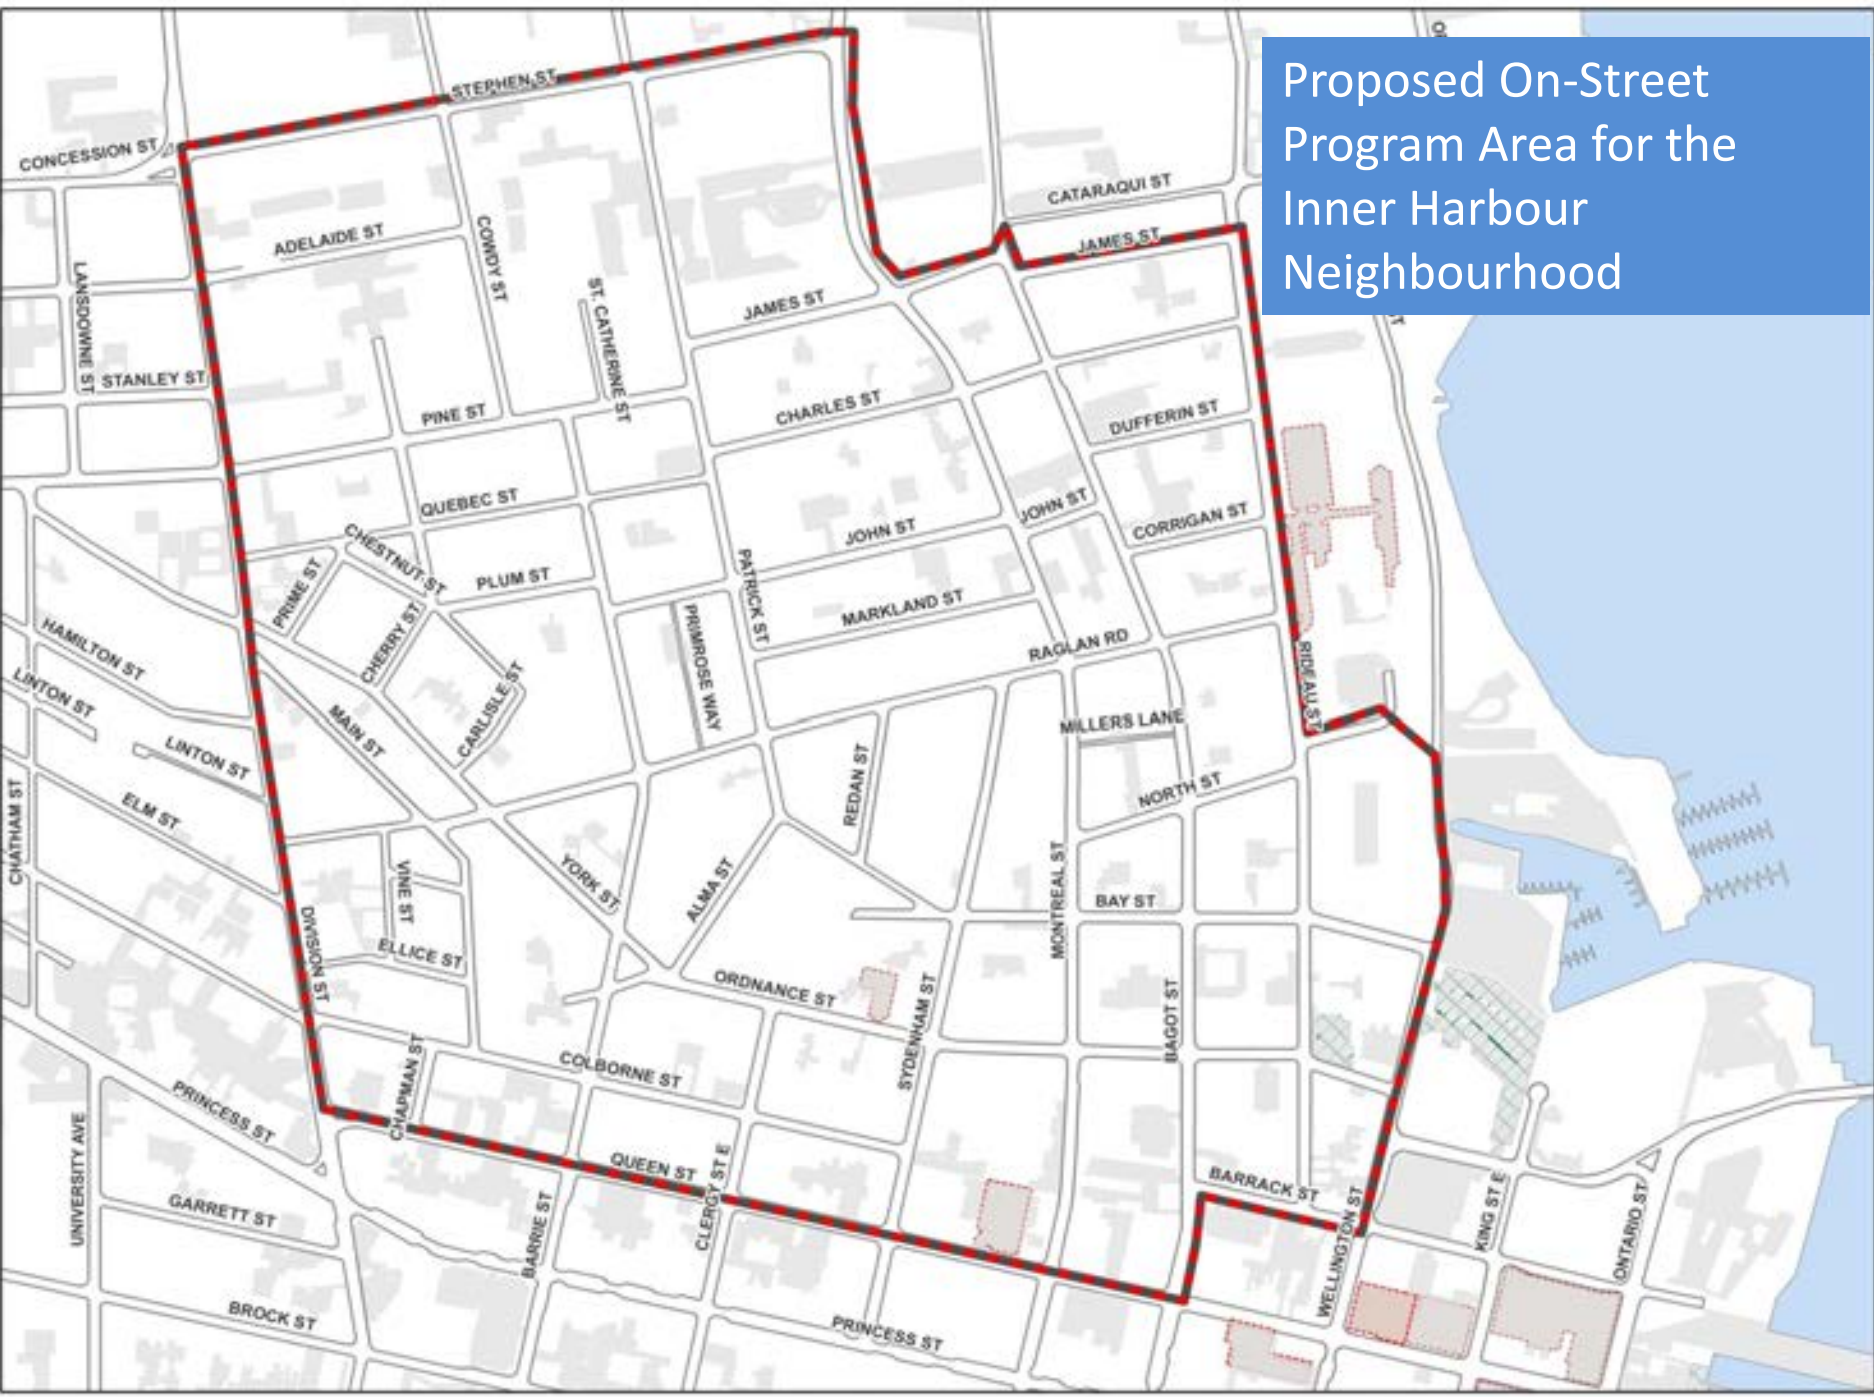 Proposed On-Street
Program Area for the
Inner Harbour
Neighbourhood
STEPHEN ST
CONCESSION ST
CATARAQUI ST
JAMES ST
ADELAIDE ST
COWDY ST
LANSDOWNE ST
ST. CATHERINE ST
JAMES ST
STANLEY ST
PINE ST
CHARLES ST
DUFFERIN ST
QUEBEC ST
JOHN ST
JOHN ST
CORRIGAN ST
CHESTNUT ST
PRIME ST
PLUM ST
PATRICK ST
MARKLAND ST
CHERRY ST
PRIMROSE WAY
RAGLAN RD
HAMILTON ST
LINTON ST
CARLISLE ST
RIDEAU ST
MAIN ST
MILLERS LANE
LINTON ST
ELM ST
REDAN ST
NORTH ST
CHATHAM ST
YORK ST
VINE ST
ALMA ST
MONTREAL ST
BAY ST
DIVISION ST
ELLICE ST
ORDNANCE ST
SYDENHAM ST
BAGOT ST
CHAPMAN ST
COLBORNE ST
PRINCESS ST
UNIVERSITY AVE
QUEEN ST
CLERGY ST E
BARRACK ST
GARRETT ST
BARRIE ST
WELLINGTON ST
KING ST E
ONTARIO ST
BROCK ST
PRINCESS ST